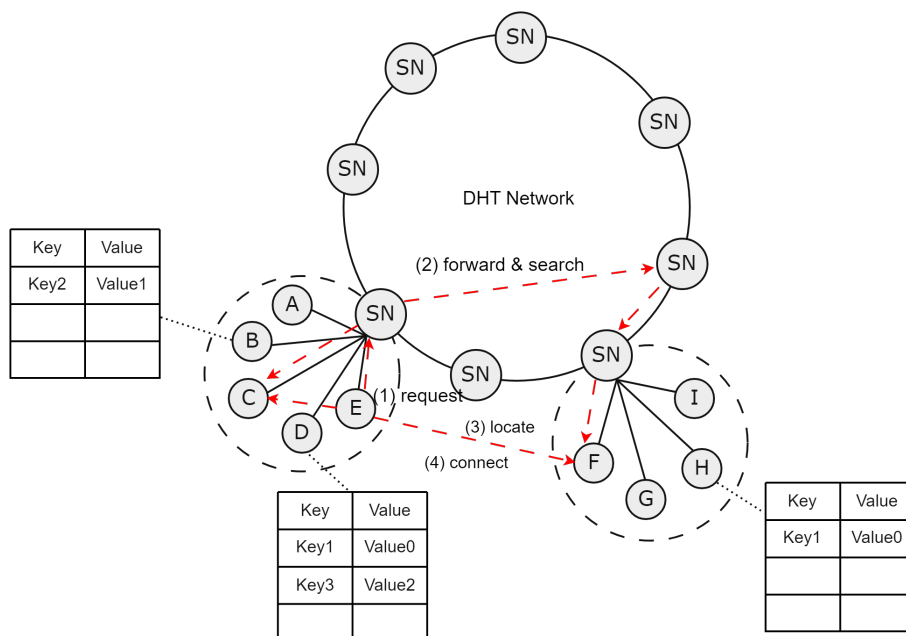 SN
SN
SN
SN
DHT Network
Key Value
Key2 Value1
(2) forward & search
SN
A
SN
B
SN
SN
C
E
(1) request
I
D
(3) locate
(4) connect
F
H
G
Key Value
Key1 Value0
Key3 Value2
Key Value
Key1 Value0